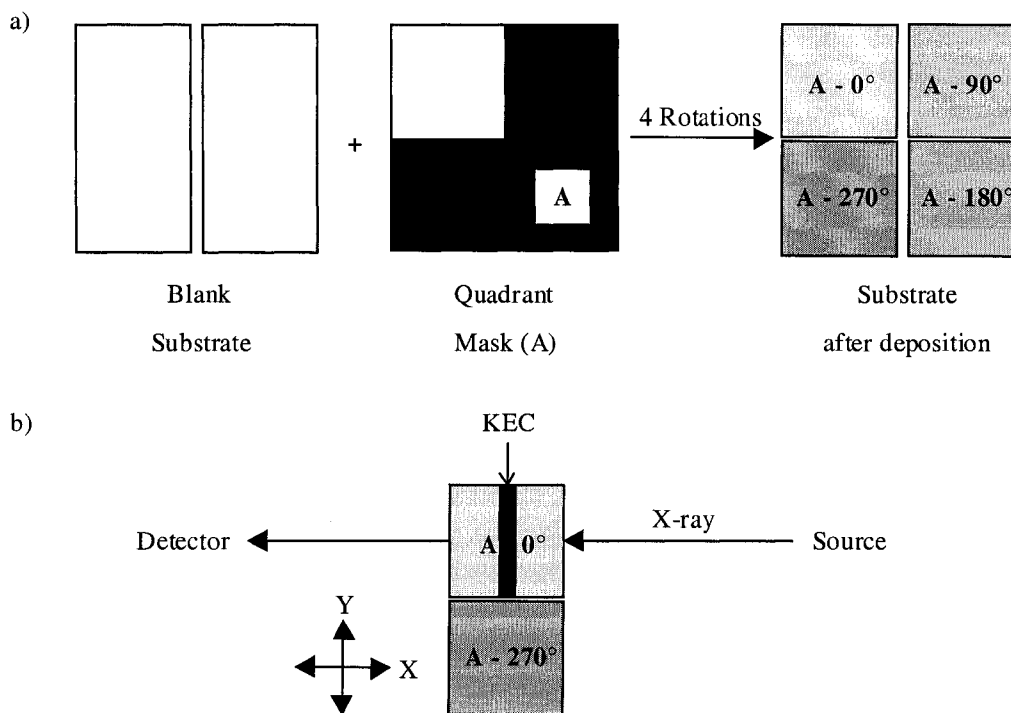 a)
A
+
4 Rotations
A - 0°
A - 90°
A - 270°
A - 180°
Blank
Substrate
Quadrant
Mask (A)
Substrate
after deposition
b)
KEC
Detector
A 0°
X-ray
Source
Y
X
A - 270°